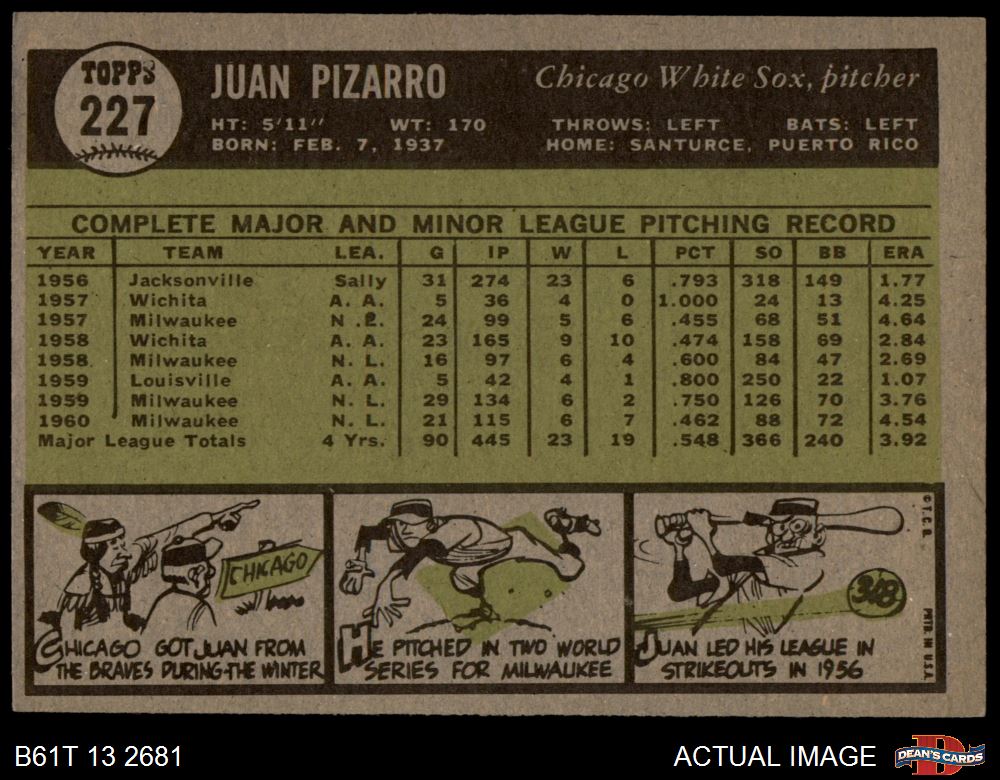 TOPPS
227
JUAN PIZARRO
Chicago White Sox, pitcher
HT: 5'11" WT: 170 THROWS: LEFT BATS: LEFT
BORN: FEB. 7, 1937 HOME: SANTURCE, PUERTO RICO
COMPLETE MAJOR AND MINOR LEAGUE PITCHING RECORD
YEAR TEAM LEA. G IP W L PCT SO BB ERA
1956 Jacksonville Sally 31 274 23 6 .793 318 149 1.77
1957 Wichita A. A. 5 36 4 0 1.000 24 13 4.25
1957 Milwaukee N. L. 24 99 5 6 .455 68 51 4.64
1958 Wichita A. A. 23 165 9 10 .474 158 69 2.84
1958 Milwaukee N. L. 16 97 6 4 .600 84 47 2.69
1959 Louisville A. A. 5 42 4 1 .800 250 22 1.07
1959 Milwaukee N. L. 29 134 6 2 .750 126 70 3.76
1960 Milwaukee N. L. 21 115 6 7 .462 88 72 4.54
Major League Totals 4 Yrs. 90 445 23 19 .548 366 240 3.92
CHICAGO
CHICAGO GOT JUAN FROM
THE BRAVES DURING THE WINTER
HE PITCHED IN TWO WORLD
SERIES FOR MILWAUKEE
318
JUAN LED HIS LEAGUE IN
STRIKEOUTS IN 1956
© T.C.G. PRTD. IN U.S.A.
B61T 13 2681
ACTUAL IMAGE
D
DEAN'S CARDS